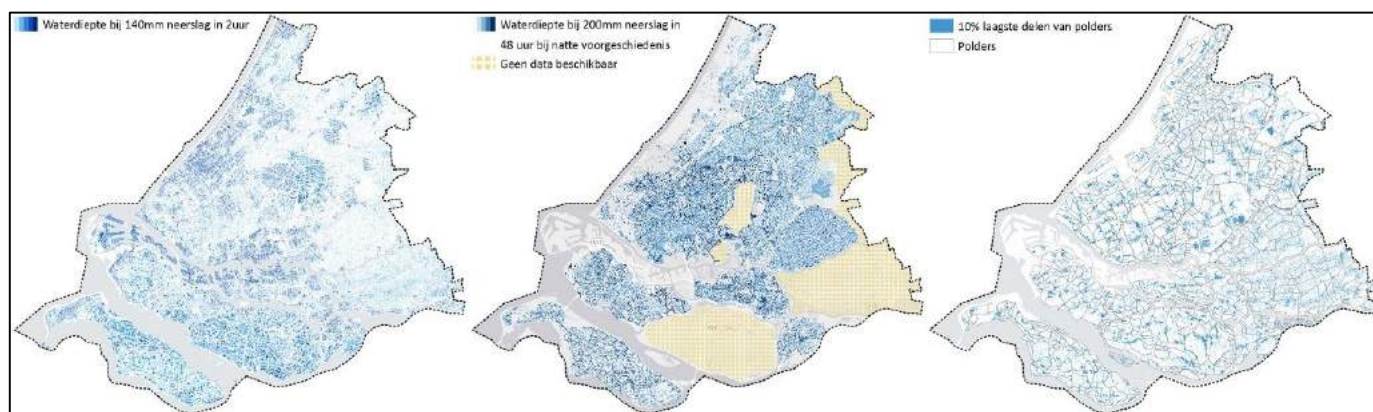 Waterdiepte bij 140mm neerslag in 2uur
Waterdiepte bij 200mm neerslag in
48 uur bij natte voorgeschiedenis
Geen data beschikbaar
10% laagste delen van polders
Polders